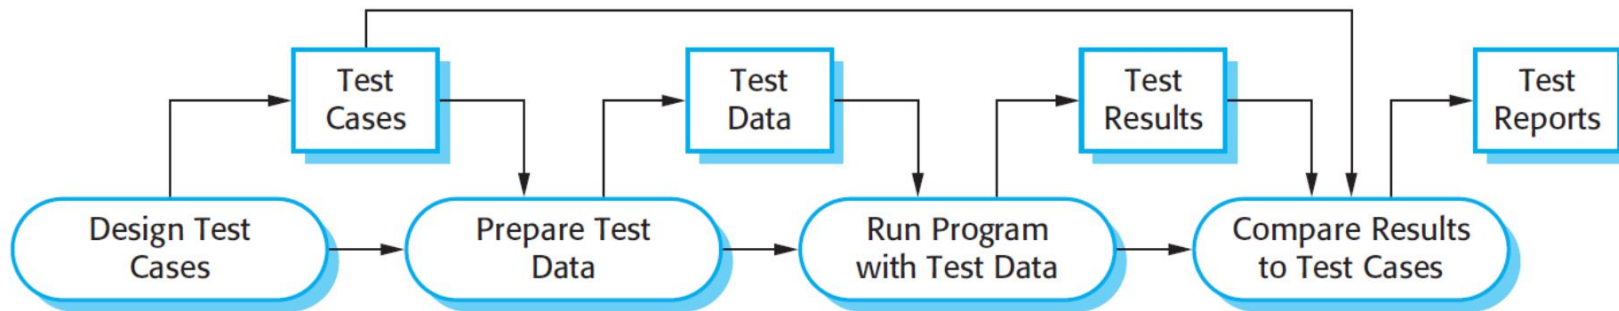 Test
Cases
Test
Data
Test
Results
Test
Reports
Design Test
Cases
Prepare Test
Data
Run Program
with Test Data
Compare Results
to Test Cases